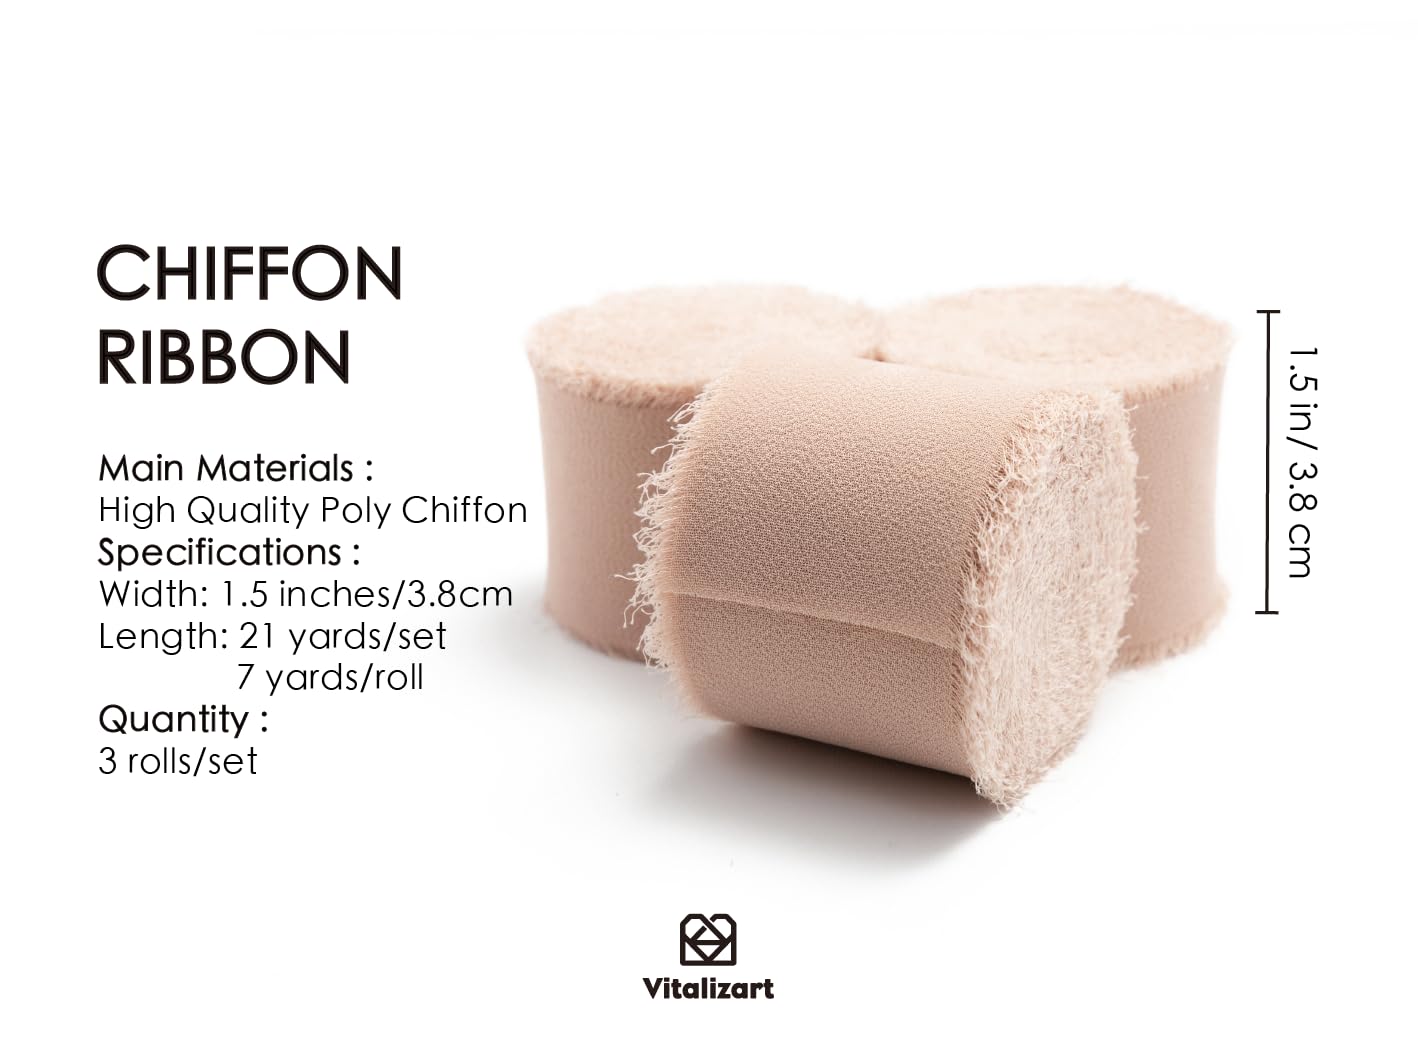 CHIFFON
RIBBON
Main Materials :
High Quality Poly Chiffon
Specifications :
Width: 1.5 inches/3.8cm
Length: 21 yards/set
7 yards/roll
Quantity :
3 rolls/set
1.5 in/ 3.8 cm
Vitalizart